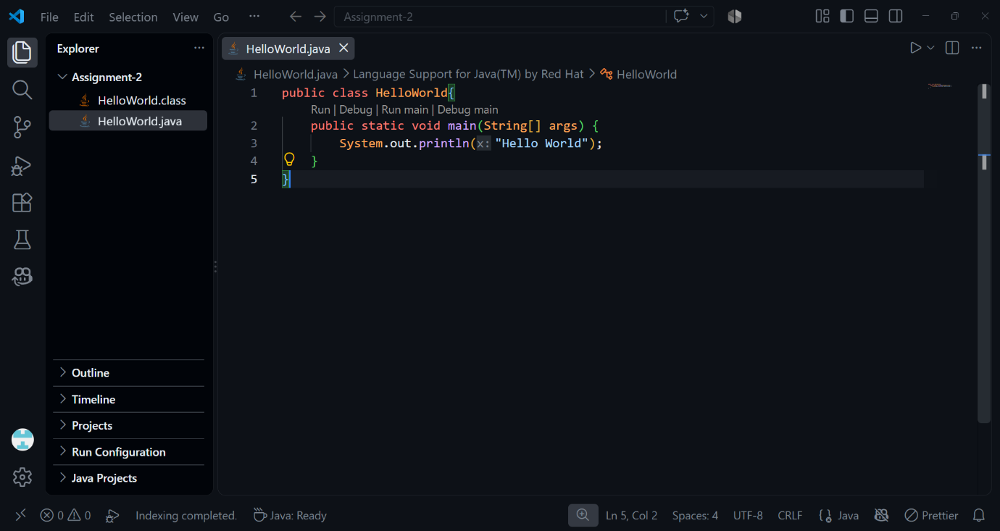 File Edit Selection View Go ··· Assignment-2
Explorer ···
Assignment-2
HelloWorld.class
HelloWorld.java
Outline
Timeline
Projects
Run Configuration
Java Projects
HelloWorld.java
HelloWorld.java > Language Support for Java(TM) by Red Hat > HelloWorld
1 public class HelloWorld{
Run | Debug | Run main | Debug main
2 public static void main(String[] args) {
3 System.out.println(x: "Hello World");
4 }
5 }
0 0 Indexing completed. Java: Ready Ln 5, Col 2 Spaces: 4 UTF-8 CRLF {} Java Prettier